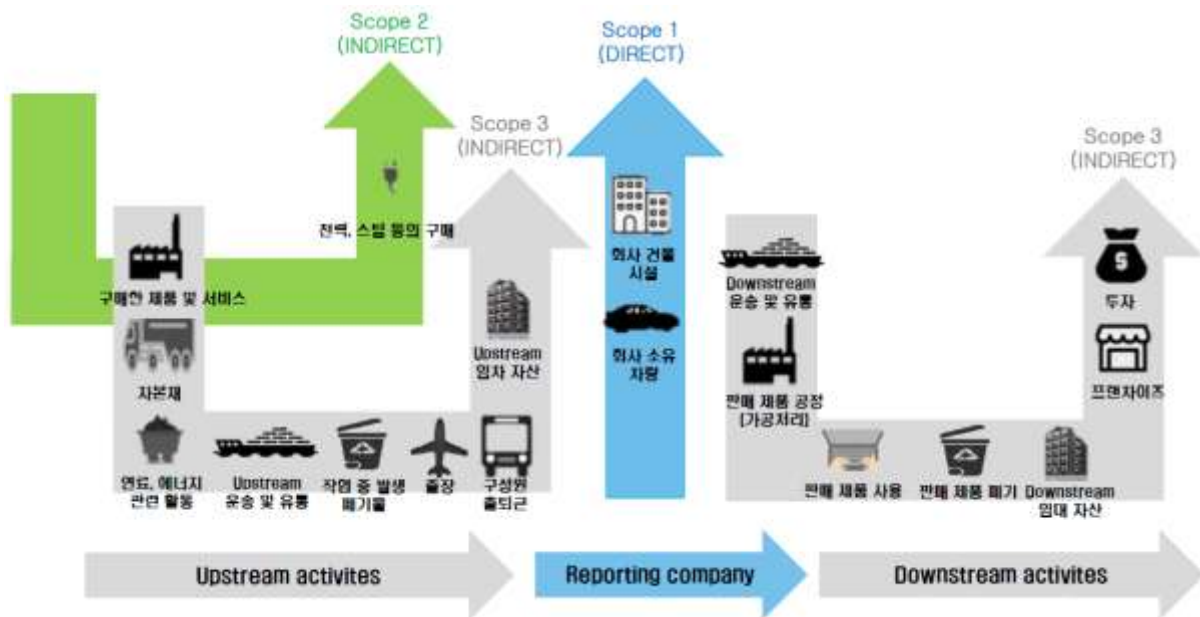 Scope 2
(INDIRECT)
Scope 1
(DIRECT)
Scope 3
(INDIRECT)
Scope 3
(INDIRECT)
전력, 스팀 등의 구매
구매한 제품 및 서비스
자본재
연료, 에너지
관련 활동
Upstream
운송 및 유통
작업 중 발생
폐기물
출장
구성원
출퇴근
Upstream
임차 자산
회사 건물
시설
회사 소유
차량
Downstream
운송 및 유통
판매 제품 공정
(가공처리)
판매 제품 사용
판매 제품 폐기
Downstream
임대 자산
투자
프랜차이즈
Upstream activites
Reporting company
Downstream activites